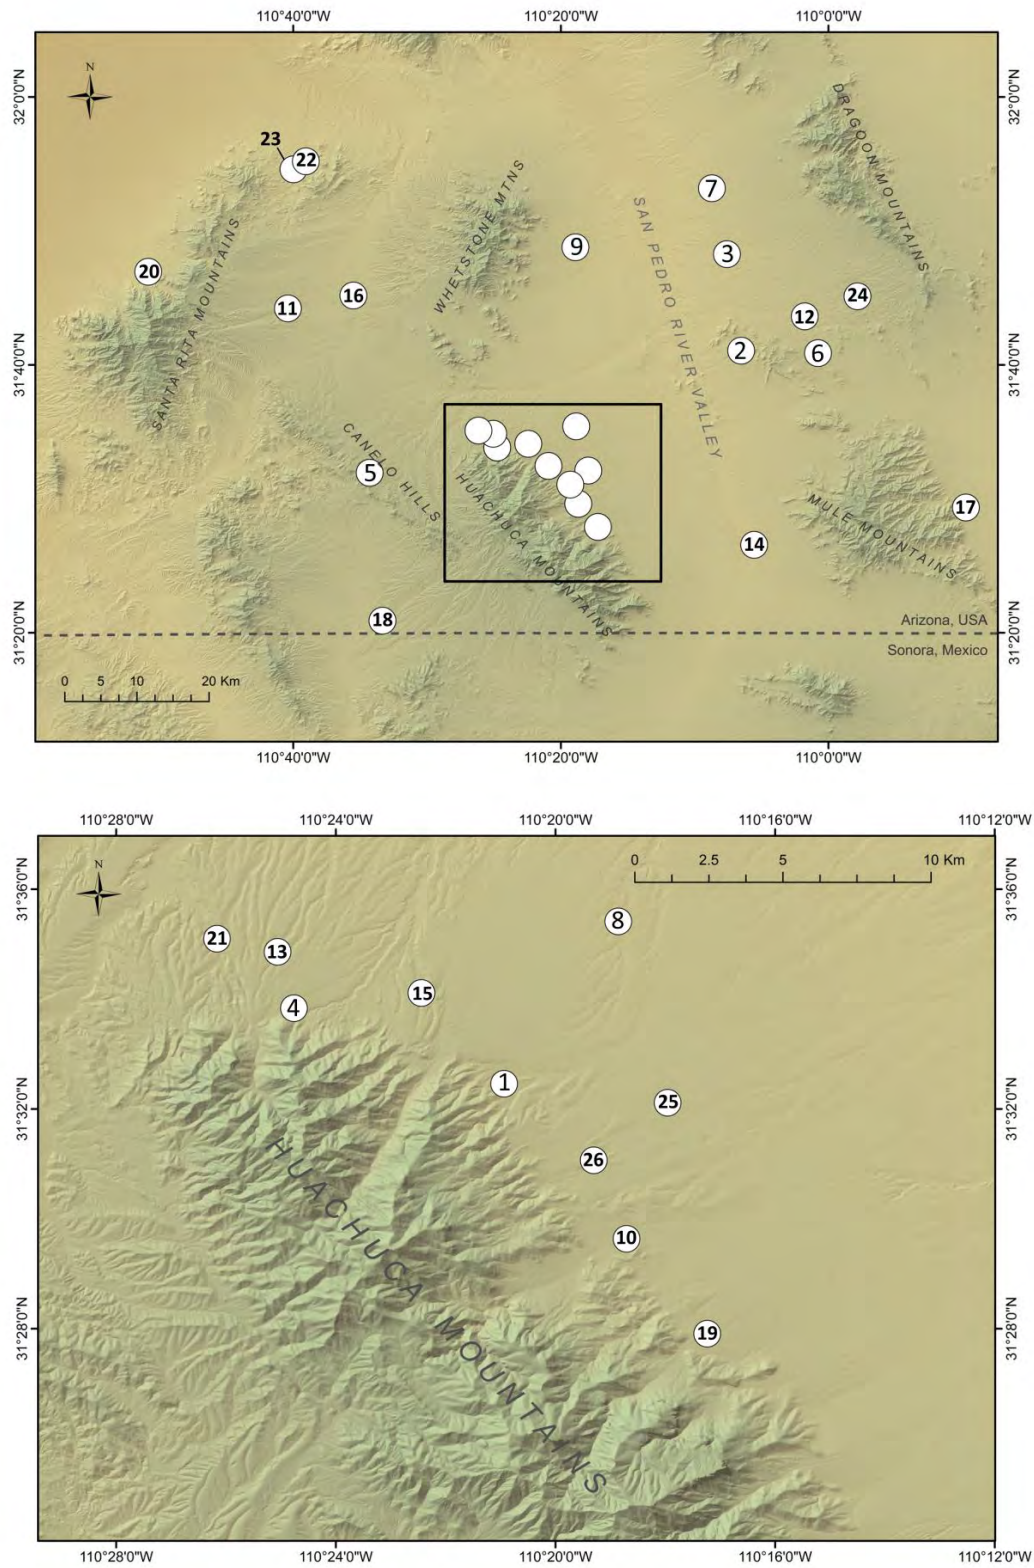 110°40'0"W
110°20'0"W
110°0'0"W
32°0'0"N
32°0'0"N
N
DRAGOON MOUNTAINS
23
22
7
WHETSTONE MTNS
SAN PEDRO RIVER VALLEY
9
3
20
SANTA RITA MOUNTAINS
16
11
24
12
2
6
31°40'0"N
31°40'0"N
CANELO HILLS
5
HUACHUCA MOUNTAINS
17
MULE MOUNTAINS
14
18
Arizona, USA
31°20'0"N
31°20'0"N
Sonora, Mexico
0 5 10 20 Km
110°40'0"W
110°20'0"W
110°0'0"W
110°28'0"W
110°24'0"W
110°20'0"W
110°16'0"W
110°12'0"W
0 2.5 5 10 Km
N
31°36'0"N
31°36'0"N
8
21
13
15
4
1
25
31°32'0"N
31°32'0"N
26
HUACHUCA MOUNTAINS
10
19
31°28'0"N
31°28'0"N
110°28'0"W
110°24'0"W
110°20'0"W
110°16'0"W
110°12'0"W